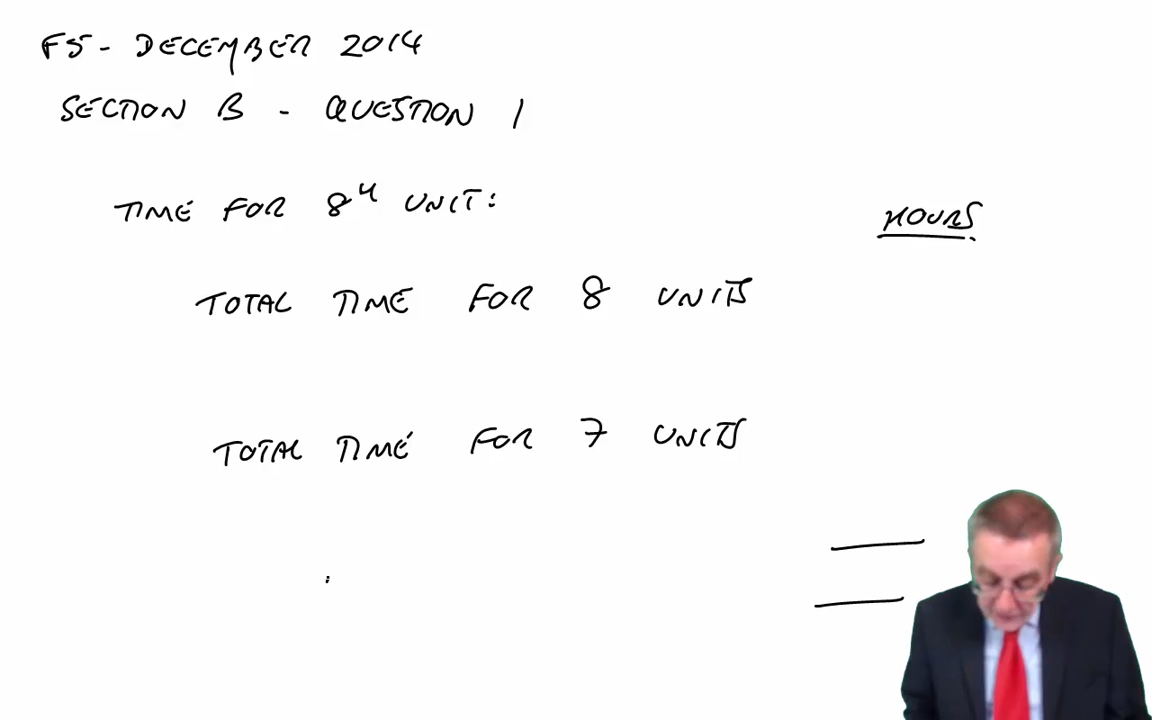 F5 - DECEMBER 2014
SECTION B - QUESTION 1
TIME FOR 8th UNIT:
HOURS
TOTAL TIME FOR 8 UNITS
TOTAL TIME FOR 7 UNITS